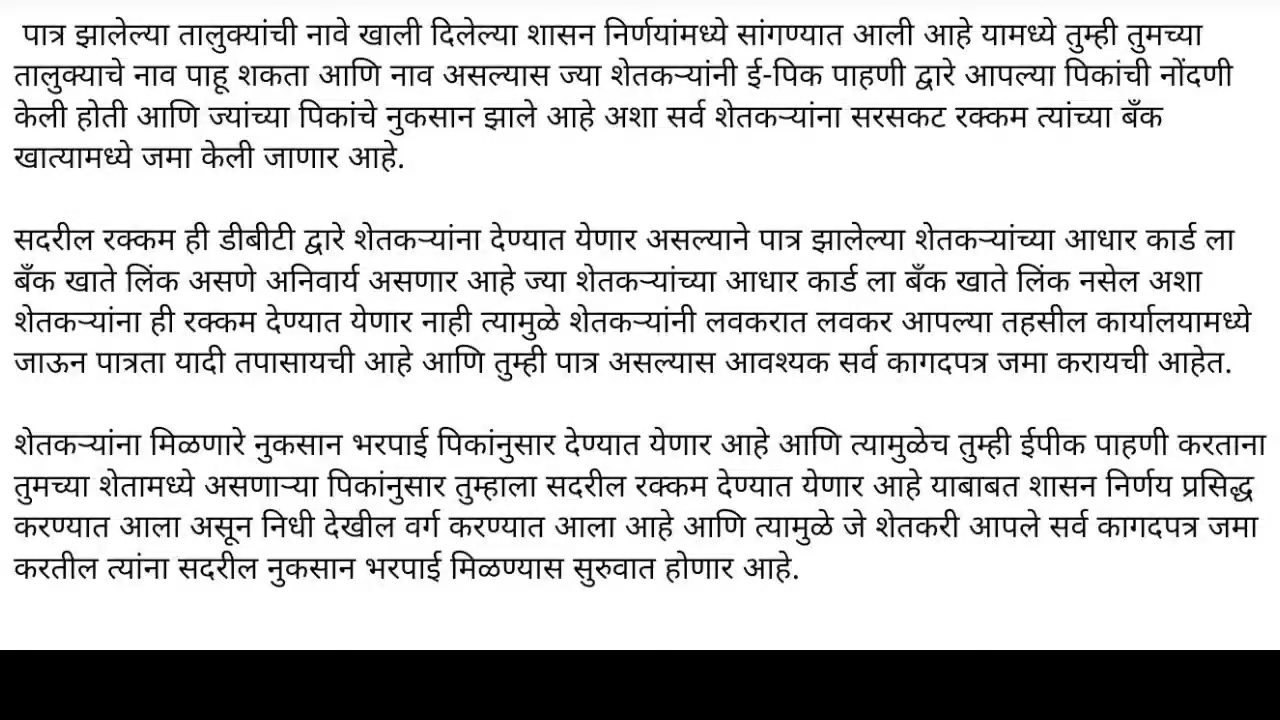 पात्र झालेल्या तालुक्यांची नावे खाली दिलेल्या शासन निर्णयांमध्ये सांगण्यात आली आहे यामध्ये तुम्ही तुमच्या
तालुक्याचे नाव पाहू शकता आणि नाव असल्यास ज्या शेतकऱ्यांनी ई-पिक पाहणी द्वारे आपल्या पिकांची नोंदणी
केली होती आणि ज्यांच्या पिकांचे नुकसान झाले आहे अशा सर्व शेतकऱ्यांना सरसकट रक्कम त्यांच्या बँक
खात्यामध्ये जमा केली जाणार आहे.
सदरील रक्कम ही डीबीटी द्वारे शेतकऱ्यांना देण्यात येणार असल्याने पात्र झालेल्या शेतकऱ्यांच्या आधार कार्ड ला
बँक खाते लिंक असणे अनिवार्य असणार आहे ज्या शेतकऱ्यांच्या आधार कार्ड ला बँक खाते लिंक नसेल अशा
शेतकऱ्यांना ही रक्कम देण्यात येणार नाही त्यामुळे शेतकऱ्यांनी लवकरात लवकर आपल्या तहसील कार्यालयामध्ये
जाऊन पात्रता यादी तपासायची आहे आणि तुम्ही पात्र असल्यास आवश्यक सर्व कागदपत्र जमा करायची आहेत.
शेतकऱ्यांना मिळणारे नुकसान भरपाई पिकांनुसार देण्यात येणार आहे आणि त्यामुळेच तुम्ही ईपीक पाहणी करताना
तुमच्या शेतामध्ये असणाऱ्या पिकांनुसार तुम्हाला सदरील रक्कम देण्यात येणार आहे याबाबत शासन निर्णय प्रसिद्ध
करण्यात आला असून निधी देखील वर्ग करण्यात आला आहे आणि त्यामुळे जे शेतकरी आपले सर्व कागदपत्र जमा
करतील त्यांना सदरील नुकसान भरपाई मिळण्यास सुरुवात होणार आहे.